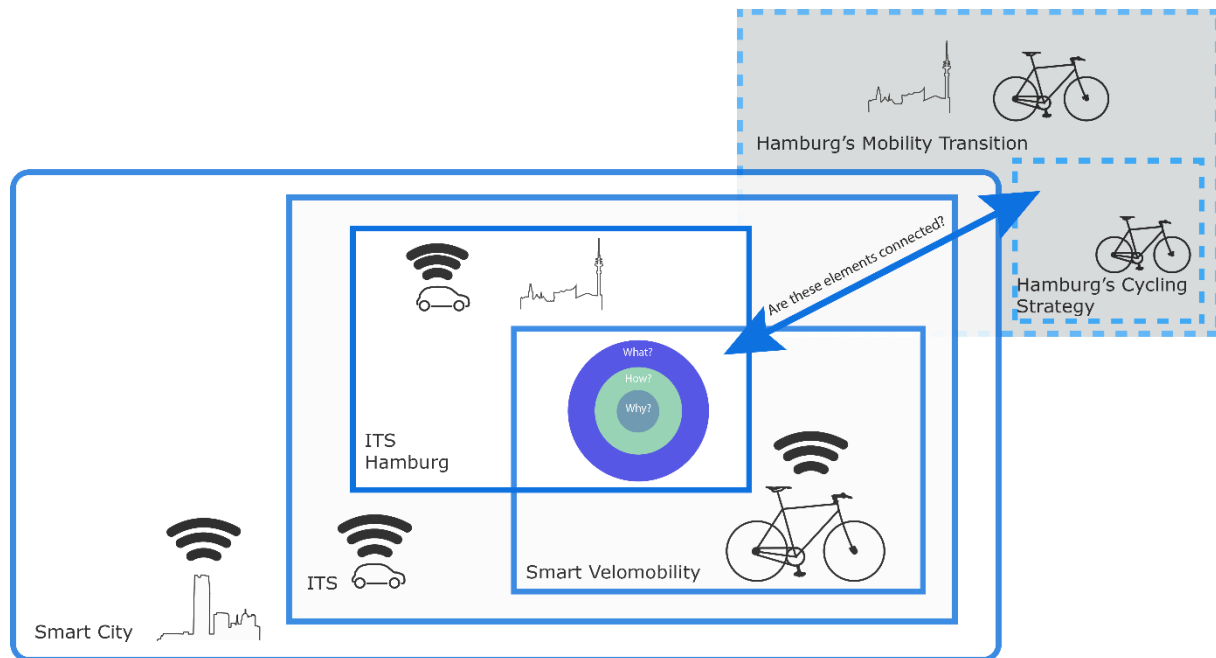 Hamburg's Mobility Transition
Hamburg's Cycling
Strategy
Are these elements connected?
What?
How?
Why?
ITS
Hamburg
Smart Velomobility
ITS
Smart City